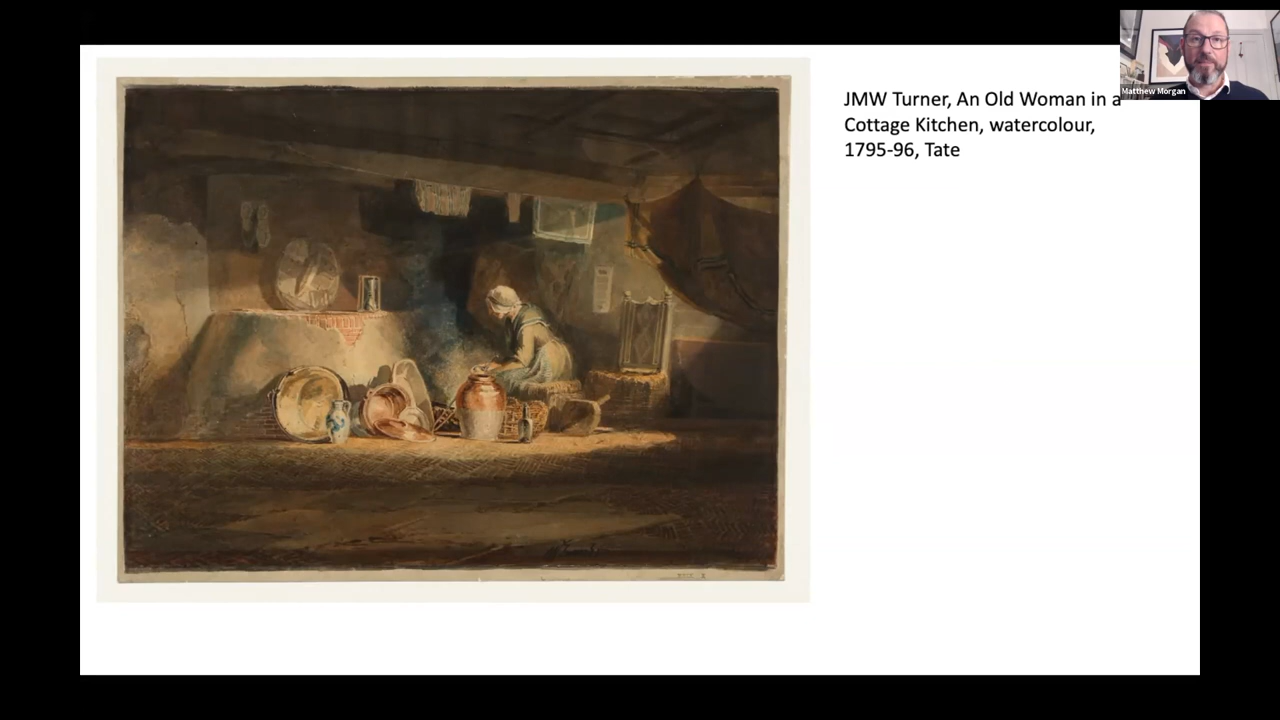 JMW Turner, An Old Woman in a
Cottage Kitchen, watercolour,
1795-96, Tate
Matthew Morgan